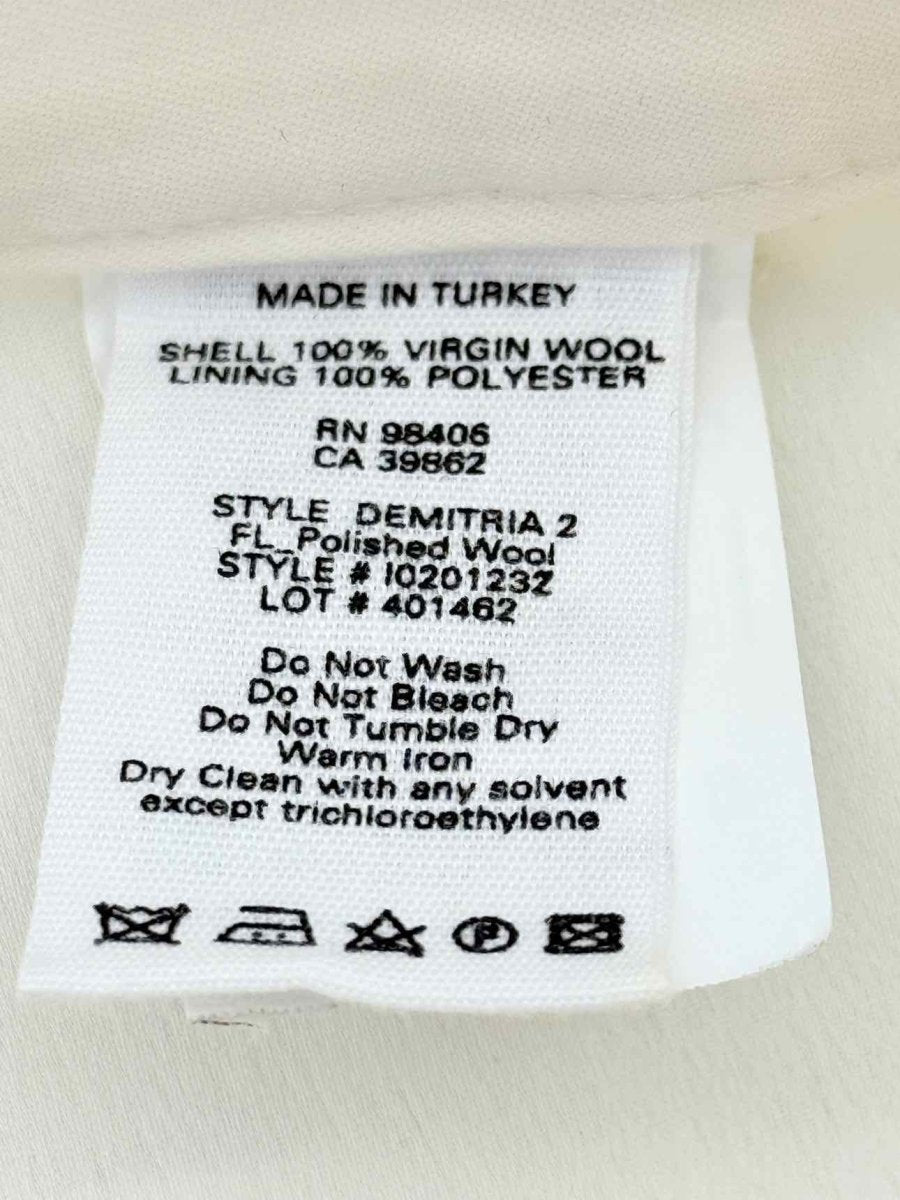 MADE IN TURKEY
SHELL 100% VIRGIN WOOL
LINING 100% POLYESTER
RN 98406
CA 39862
STYLE DEMITRIA 2
FL_Polished Wool
STYLE # I0201232
LOT # 401462
Do Not Wash
Do Not Bleach
Do Not Tumble Dry
Warm Iron
Dry Clean with any solvent
except trichloroethylene
P